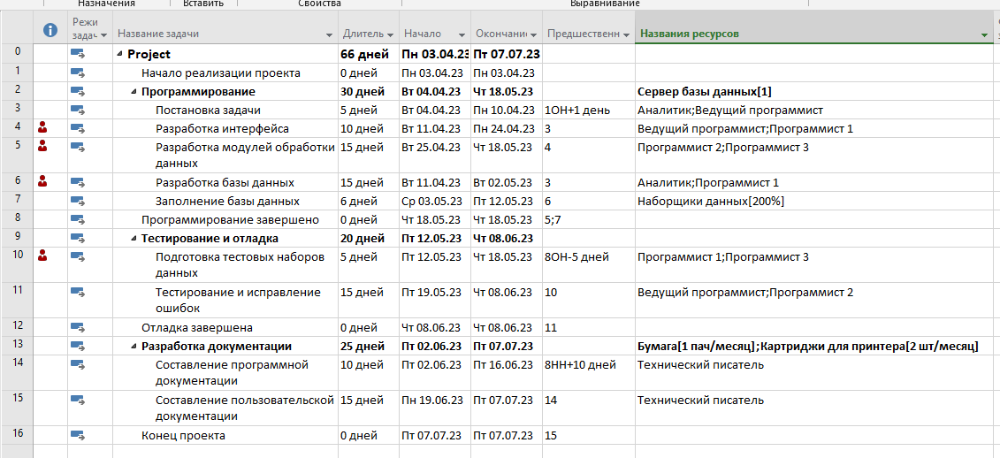 Назначения Вставить Свойства Выравнивание
Режи задач Название задачи Длитель Начало Окончание Предшественн Названия ресурсов
0 Project 66 дней Пн 03.04.23 Пт 07.07.23
1 Начало реализации проекта 0 дней Пн 03.04.23 Пн 03.04.23
2 Программирование 30 дней Вт 04.04.23 Чт 18.05.23 Сервер базы данных[1]
3 Постановка задачи 5 дней Вт 04.04.23 Пн 10.04.23 1ОН+1 день Аналитик;Ведущий программист
4 Разработка интерфейса 10 дней Вт 11.04.23 Пн 24.04.23 3 Ведущий программист;Программист 1
5 Разработка модулей обработки 15 дней Вт 25.04.23 Чт 18.05.23 4 Программист 2;Программист 3
данных
6 Разработка базы данных 15 дней Вт 11.04.23 Вт 02.05.23 3 Аналитик;Программист 1
7 Заполнение базы данных 6 дней Ср 03.05.23 Пт 12.05.23 6 Наборщики данных[200%]
8 Программирование завершено 0 дней Чт 18.05.23 Чт 18.05.23 5;7
9 Тестирование и отладка 20 дней Пт 12.05.23 Чт 08.06.23
10 Подготовка тестовых наборов 5 дней Пт 12.05.23 Чт 18.05.23 8ОН-5 дней Программист 1;Программист 3
данных
11 Тестирование и исправление 15 дней Пт 19.05.23 Чт 08.06.23 10 Ведущий программист;Программист 2
ошибок
12 Отладка завершена 0 дней Чт 08.06.23 Чт 08.06.23 11
13 Разработка документации 25 дней Пт 02.06.23 Пт 07.07.23 Бумага[1 пач/месяц];Картриджи для принтера[2 шт/месяц]
14 Составление программной 10 дней Пт 02.06.23 Пт 16.06.23 8НН+10 дней Технический писатель
документации
15 Составление пользовательской 15 дней Пн 19.06.23 Пт 07.07.23 14 Технический писатель
документации
16 Конец проекта 0 дней Пт 07.07.23 Пт 07.07.23 15